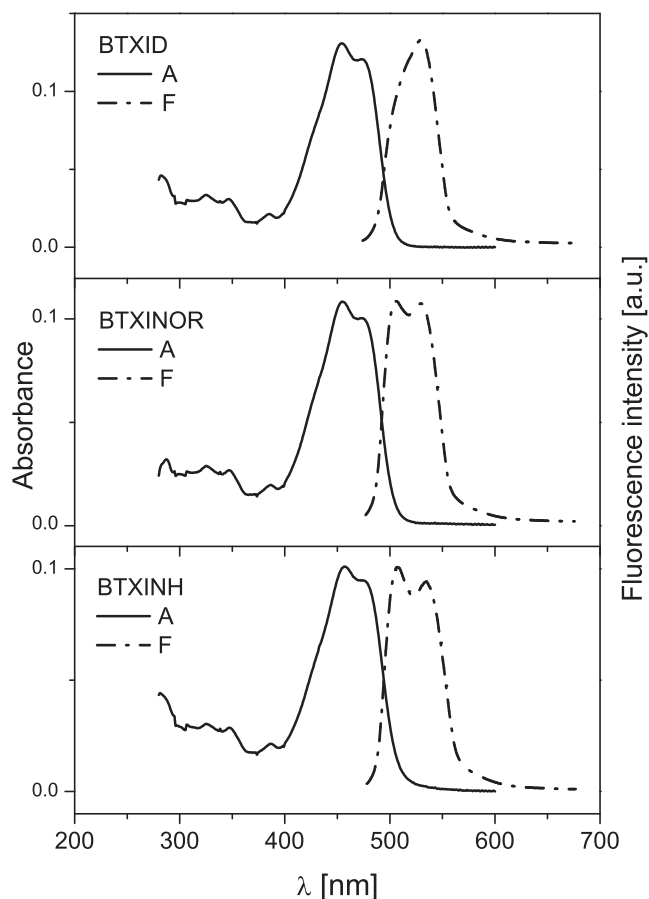 BTXID
A
F
0.1
0.0
BTXINOR
A
F
0.1
0.0
BTXINH
A
F
0.1
0.0
Absorbance
Fluorescence intensity [a.u.]
200 300 400 500 600 700
λ [nm]